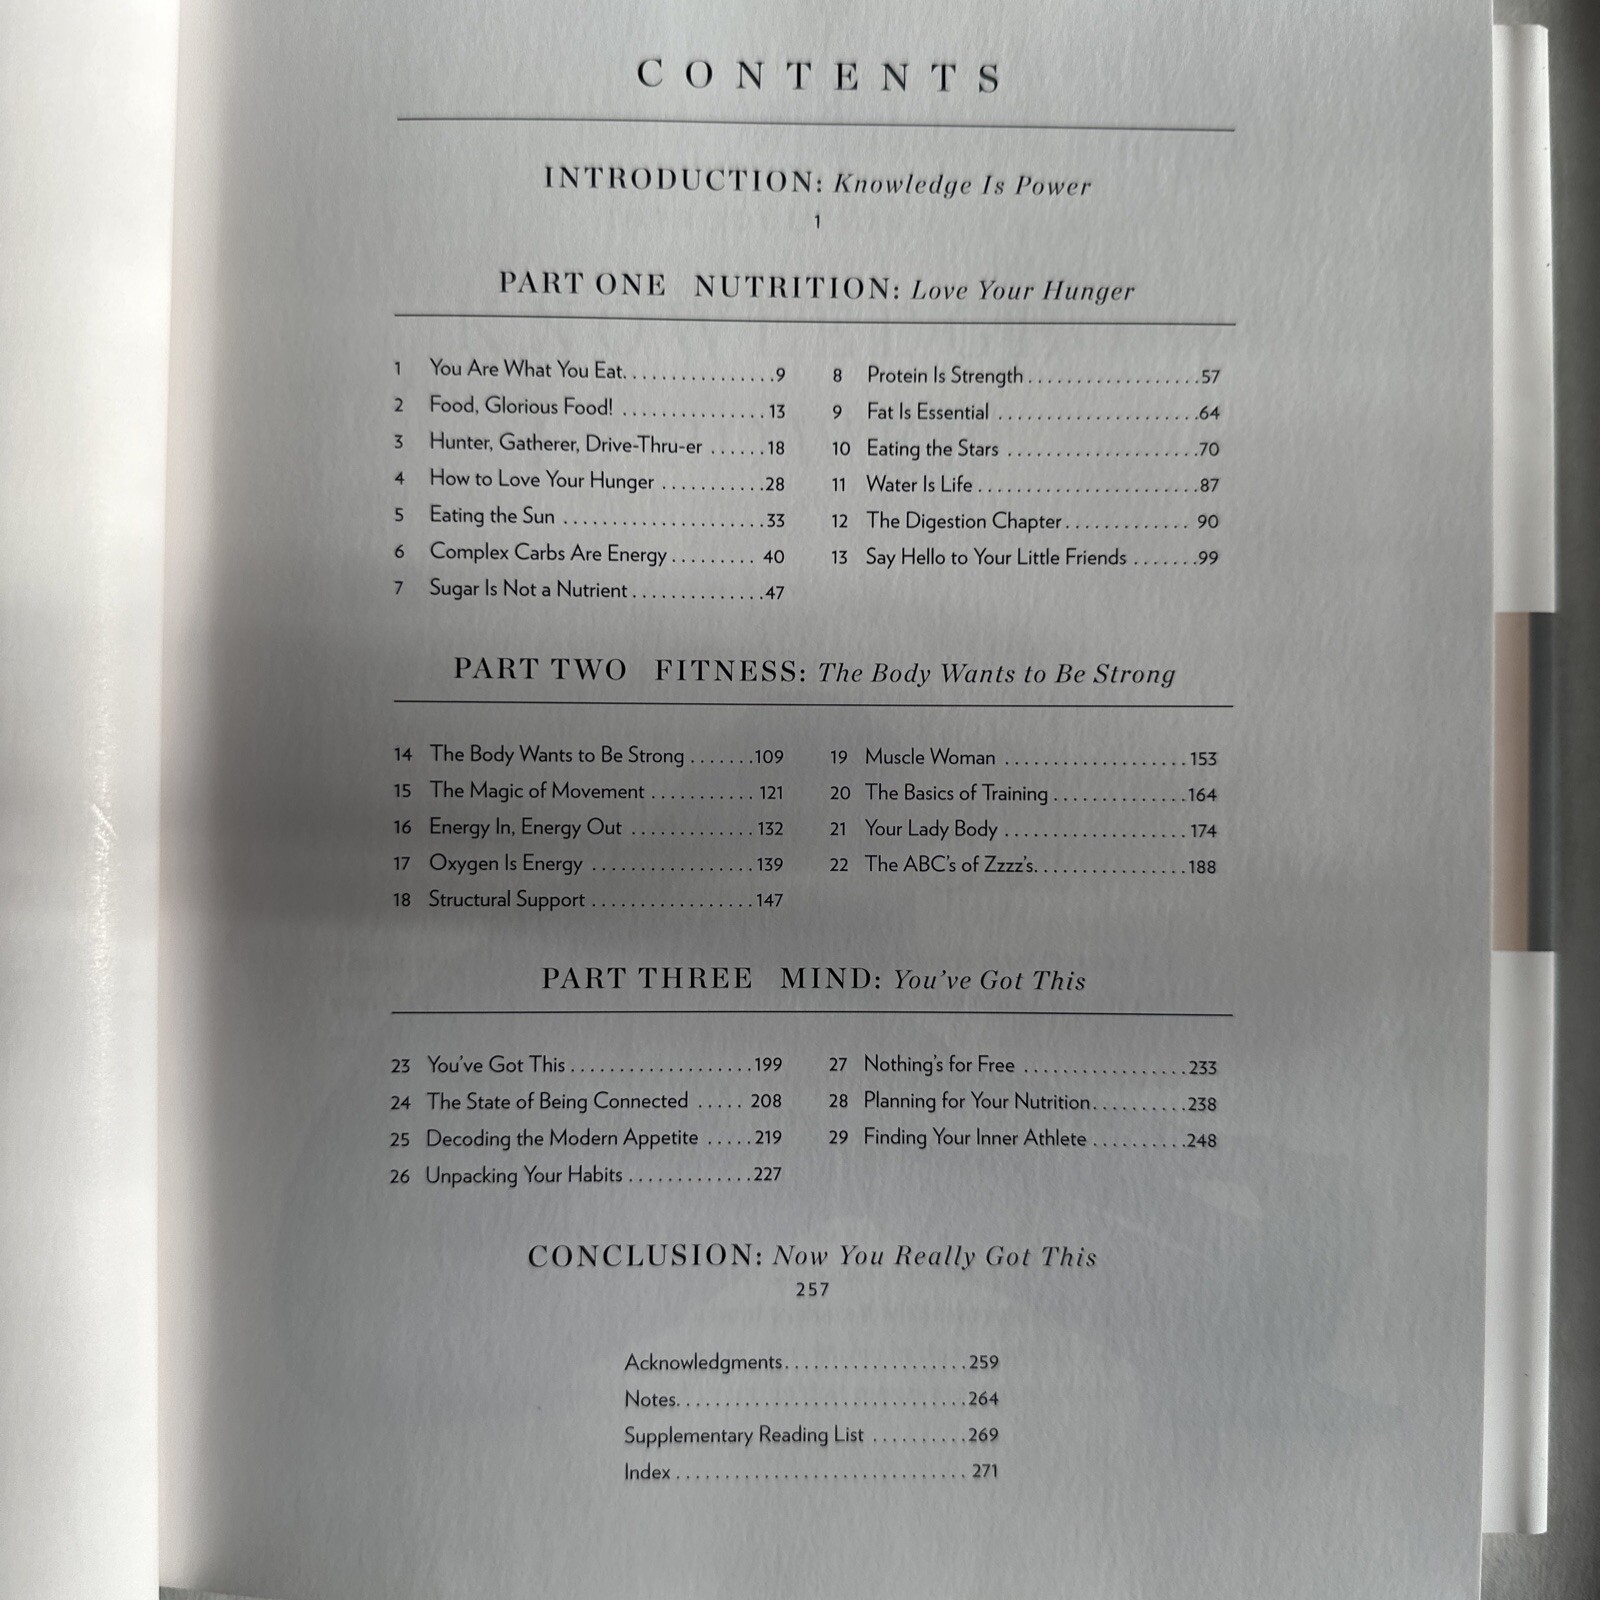 CONTENTS
INTRODUCTION: Knowledge Is Power
1
PART ONE NUTRITION: Love Your Hunger
1 You Are What You Eat. . . . . . . . . . . . . . . . .9
2 Food, Glorious Food! . . . . . . . . . . . . . . . 13
3 Hunter, Gatherer, Drive-Thru-er . . . . . .18
4 How to Love Your Hunger . . . . . . . . . . .28
5 Eating the Sun . . . . . . . . . . . . . . . . . . . . .33
6 Complex Carbs Are Energy. . . . . . . . . 40
7 Sugar Is Not a Nutrient. . . . . . . . . . . . . .47
8 Protein Is Strength. . . . . . . . . . . . . . . . . .57
9 Fat Is Essential . . . . . . . . . . . . . . . . . . . . .64
10 Eating the Stars . . . . . . . . . . . . . . . . . . . .70
11 Water Is Life. . . . . . . . . . . . . . . . . . . . . . .87
12 The Digestion Chapter. . . . . . . . . . . . . 90
13 Say Hello to Your Little Friends . . . . . . .99
PART TWO FITNESS: The Body Wants to Be Strong
14 The Body Wants to Be Strong . . . . . . .109
15 The Magic of Movement . . . . . . . . . . . 121
16 Energy In, Energy Out . . . . . . . . . . . . . 132
17 Oxygen Is Energy . . . . . . . . . . . . . . . . . 139
18 Structural Support . . . . . . . . . . . . . . . . . 147
19 Muscle Woman . . . . . . . . . . . . . . . . . . . 153
20 The Basics of Training. . . . . . . . . . . . . .164
21 Your Lady Body . . . . . . . . . . . . . . . . . . . 174
22 The ABC's of Zzzz's. . . . . . . . . . . . . . . .188
PART THREE MIND: You've Got This
23 You've Got This . . . . . . . . . . . . . . . . . . .199
24 The State of Being Connected . . . . . 208
25 Decoding the Modern Appetite . . . . .219
26 Unpacking Your Habits . . . . . . . . . . . . .227
27 Nothing's for Free . . . . . . . . . . . . . . . . .233
28 Planning for Your Nutrition. . . . . . . . . .238
29 Finding Your Inner Athlete . . . . . . . . . .248
CONCLUSION: Now You Really Got This
257
Acknowledgments. . . . . . . . . . . . . . . . . . .259
Notes. . . . . . . . . . . . . . . . . . . . . . . . . . . . . .264
Supplementary Reading List . . . . . . . . . .269
Index . . . . . . . . . . . . . . . . . . . . . . . . . . . . . . 271